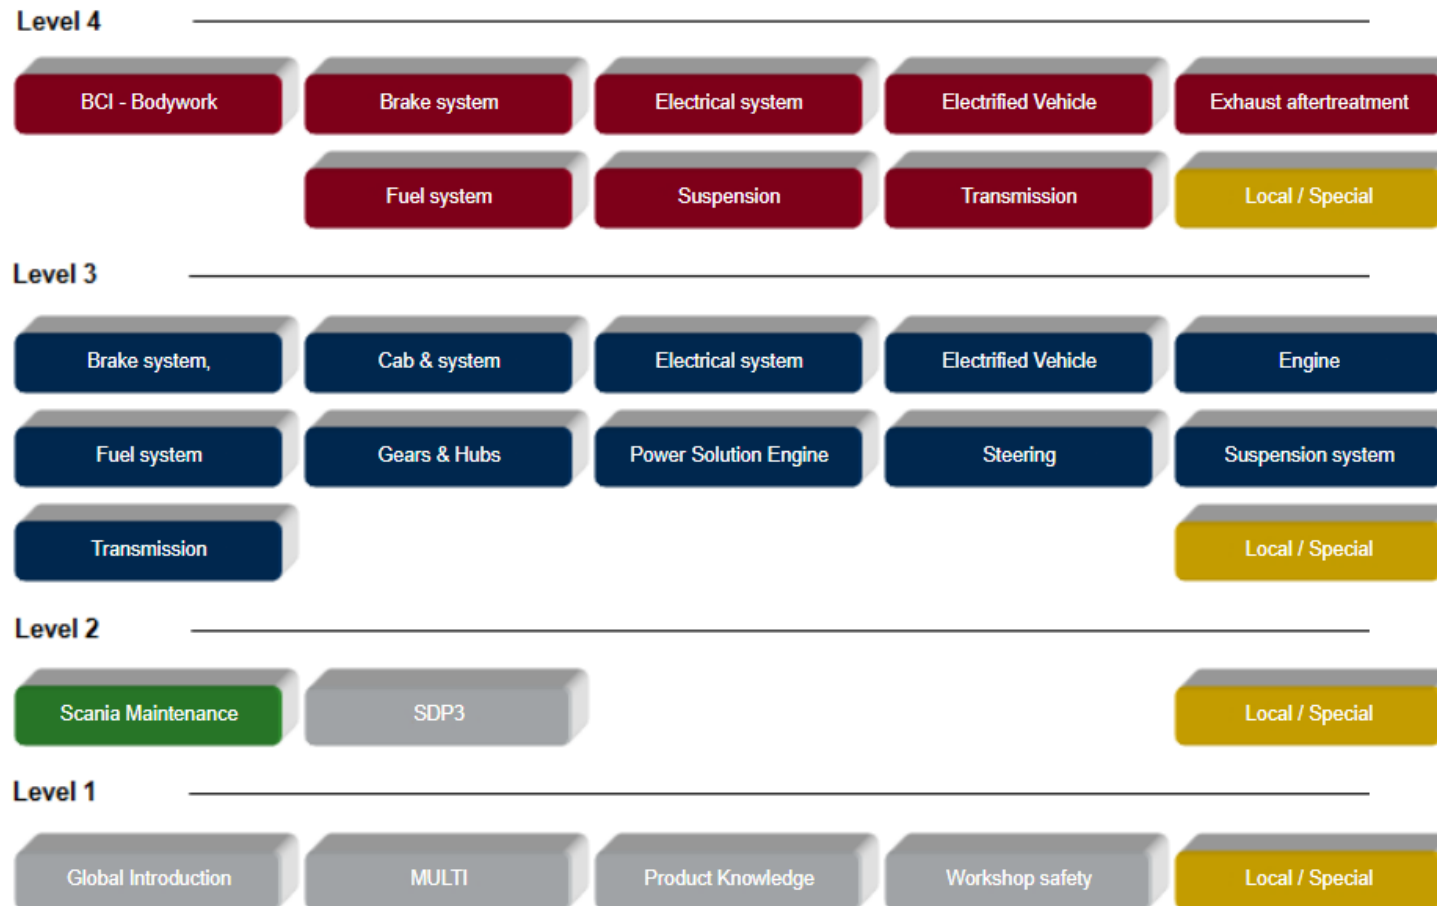 Level 4
BCI - Bodywork
Brake system
Electrical system
Electrified Vehicle
Exhaust aftertreatment
Fuel system
Suspension
Transmission
Local / Special
Level 3
Brake system,
Cab & system
Electrical system
Electrified Vehicle
Engine
Fuel system
Gears & Hubs
Power Solution Engine
Steering
Suspension system
Transmission
Local / Special
Level 2
Scania Maintenance
SDP3
Local / Special
Level 1
Global Introduction
MULTI
Product Knowledge
Workshop safety
Local / Special